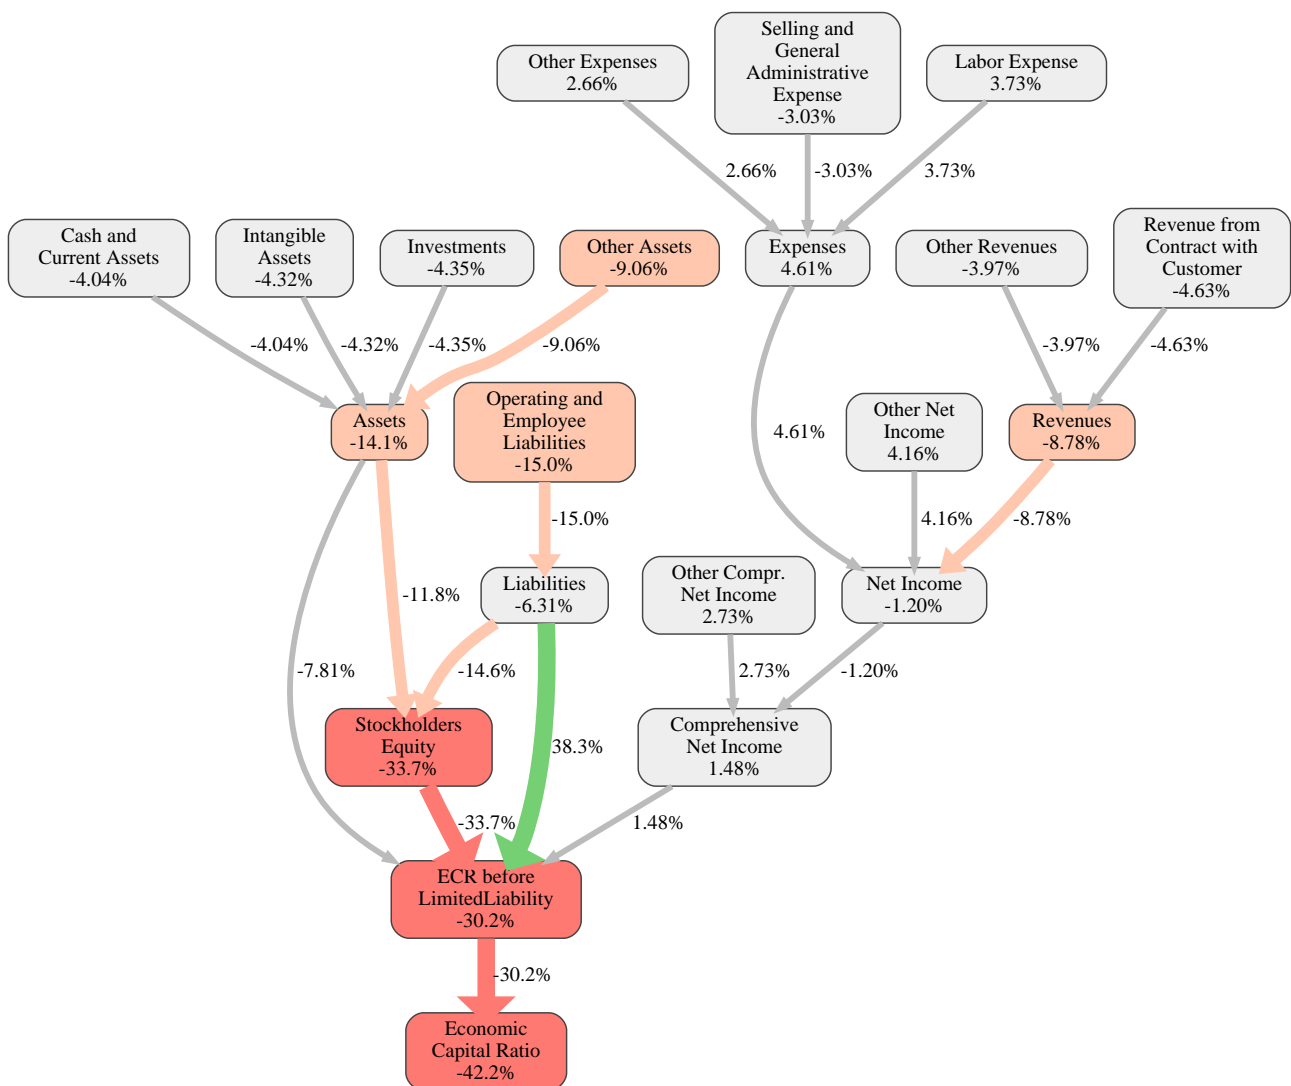 Selling and
General
Administrative
Expense
-3.03%
Other Expenses
2.66%
Labor Expense
3.73%
2.66%
-3.03%
3.73%
Cash and
Current Assets
-4.04%
Intangible
Assets
-4.32%
Investments
-4.35%
Other Assets
-9.06%
Expenses
4.61%
Other Revenues
-3.97%
Revenue from
Contract with
Customer
-4.63%
-4.04%
-4.32%
-4.35%
-9.06%
-3.97%
-4.63%
Assets
-14.1%
Operating and
Employee
Liabilities
-15.0%
4.61%
Other Net
Income
4.16%
Revenues
-8.78%
-15.0%
4.16%
-8.78%
-11.8%
Liabilities
-6.31%
Other Compr.
Net Income
2.73%
Net Income
-1.20%
-7.81%
-14.6%
2.73%
-1.20%
Stockholders
Equity
-33.7%
38.3%
Comprehensive
Net Income
1.48%
-33.7%
1.48%
ECR before
LimitedLiability
-30.2%
-30.2%
Economic
Capital Ratio
-42.2%